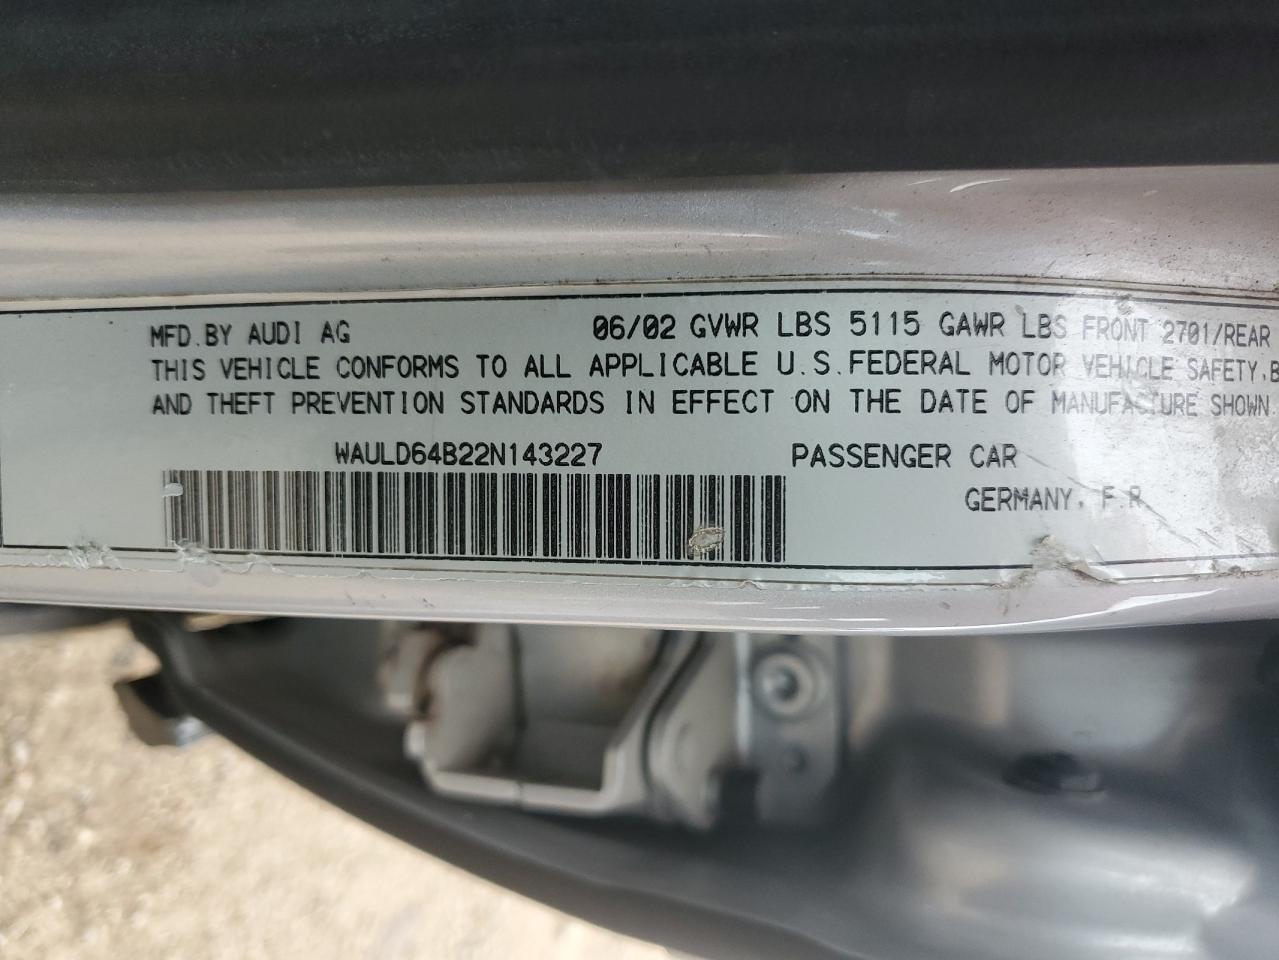 MFD.BY AUDI AG 06/02 GVWR LBS 5115 GAWR LBS FRONT 2701/REAR
THIS VEHICLE CONFORMS TO ALL APPLICABLE U.S.FEDERAL MOTOR VEHICLE SAFETY,B
AND THEFT PREVENTION STANDARDS IN EFFECT ON THE DATE OF MANUFACTURE SHOWN
WAULD64B22N143227 PASSENGER CAR
GERMANY, F.R